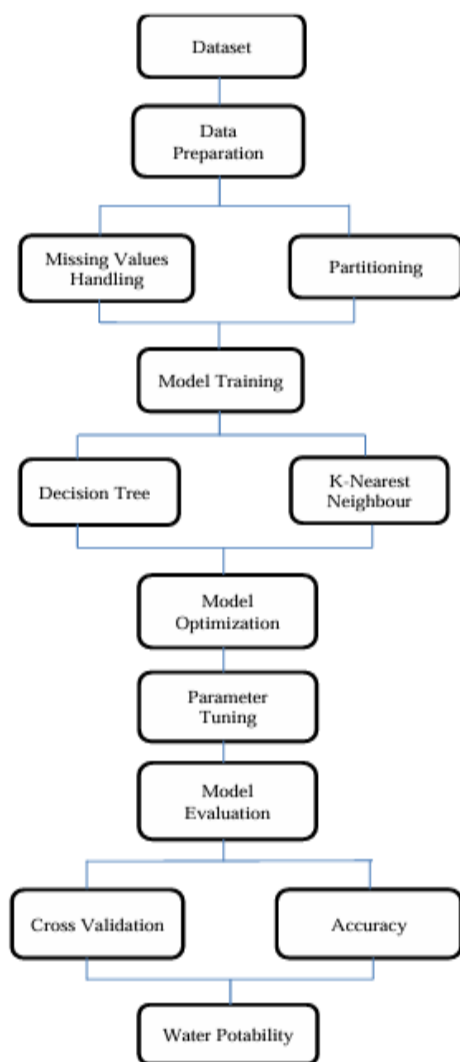 Dataset
Data
Preparation
Missing Values
Handling
Partitioning
Model Training
Decision Tree
K-Nearest
Neighbour
Model
Optimization
Parameter
Tuning
Model
Evaluation
Cross Validation
Accuracy
Water Potability